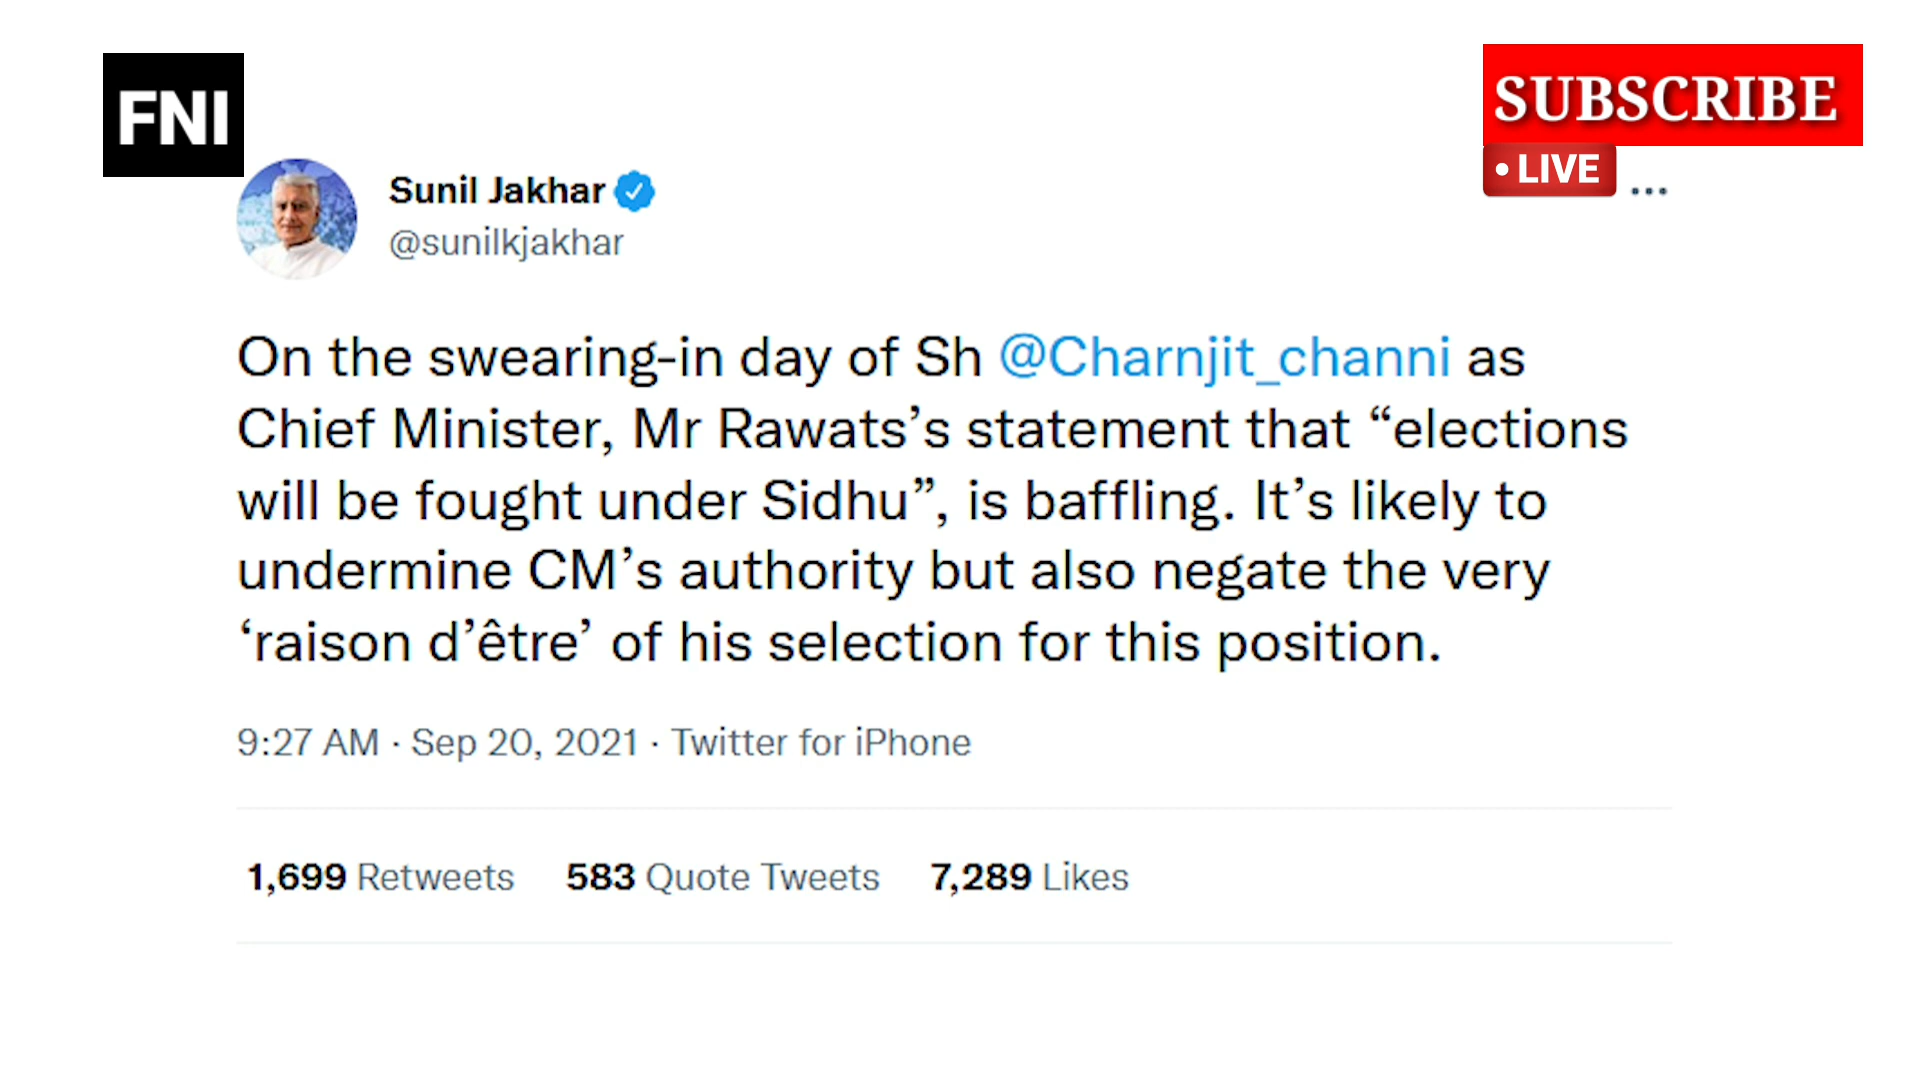 FNI
SUBSCRIBE
• LIVE
Sunil Jakhar
@sunilkjakhar
On the swearing-in day of Sh @Charnjit_channi as
Chief Minister, Mr Rawats’s statement that “elections
will be fought under Sidhu”, is baffling. It’s likely to
undermine CM’s authority but also negate the very
‘raison d’être’ of his selection for this position.
9:27 AM · Sep 20, 2021 · Twitter for iPhone
1,699 Retweets 583 Quote Tweets 7,289 Likes